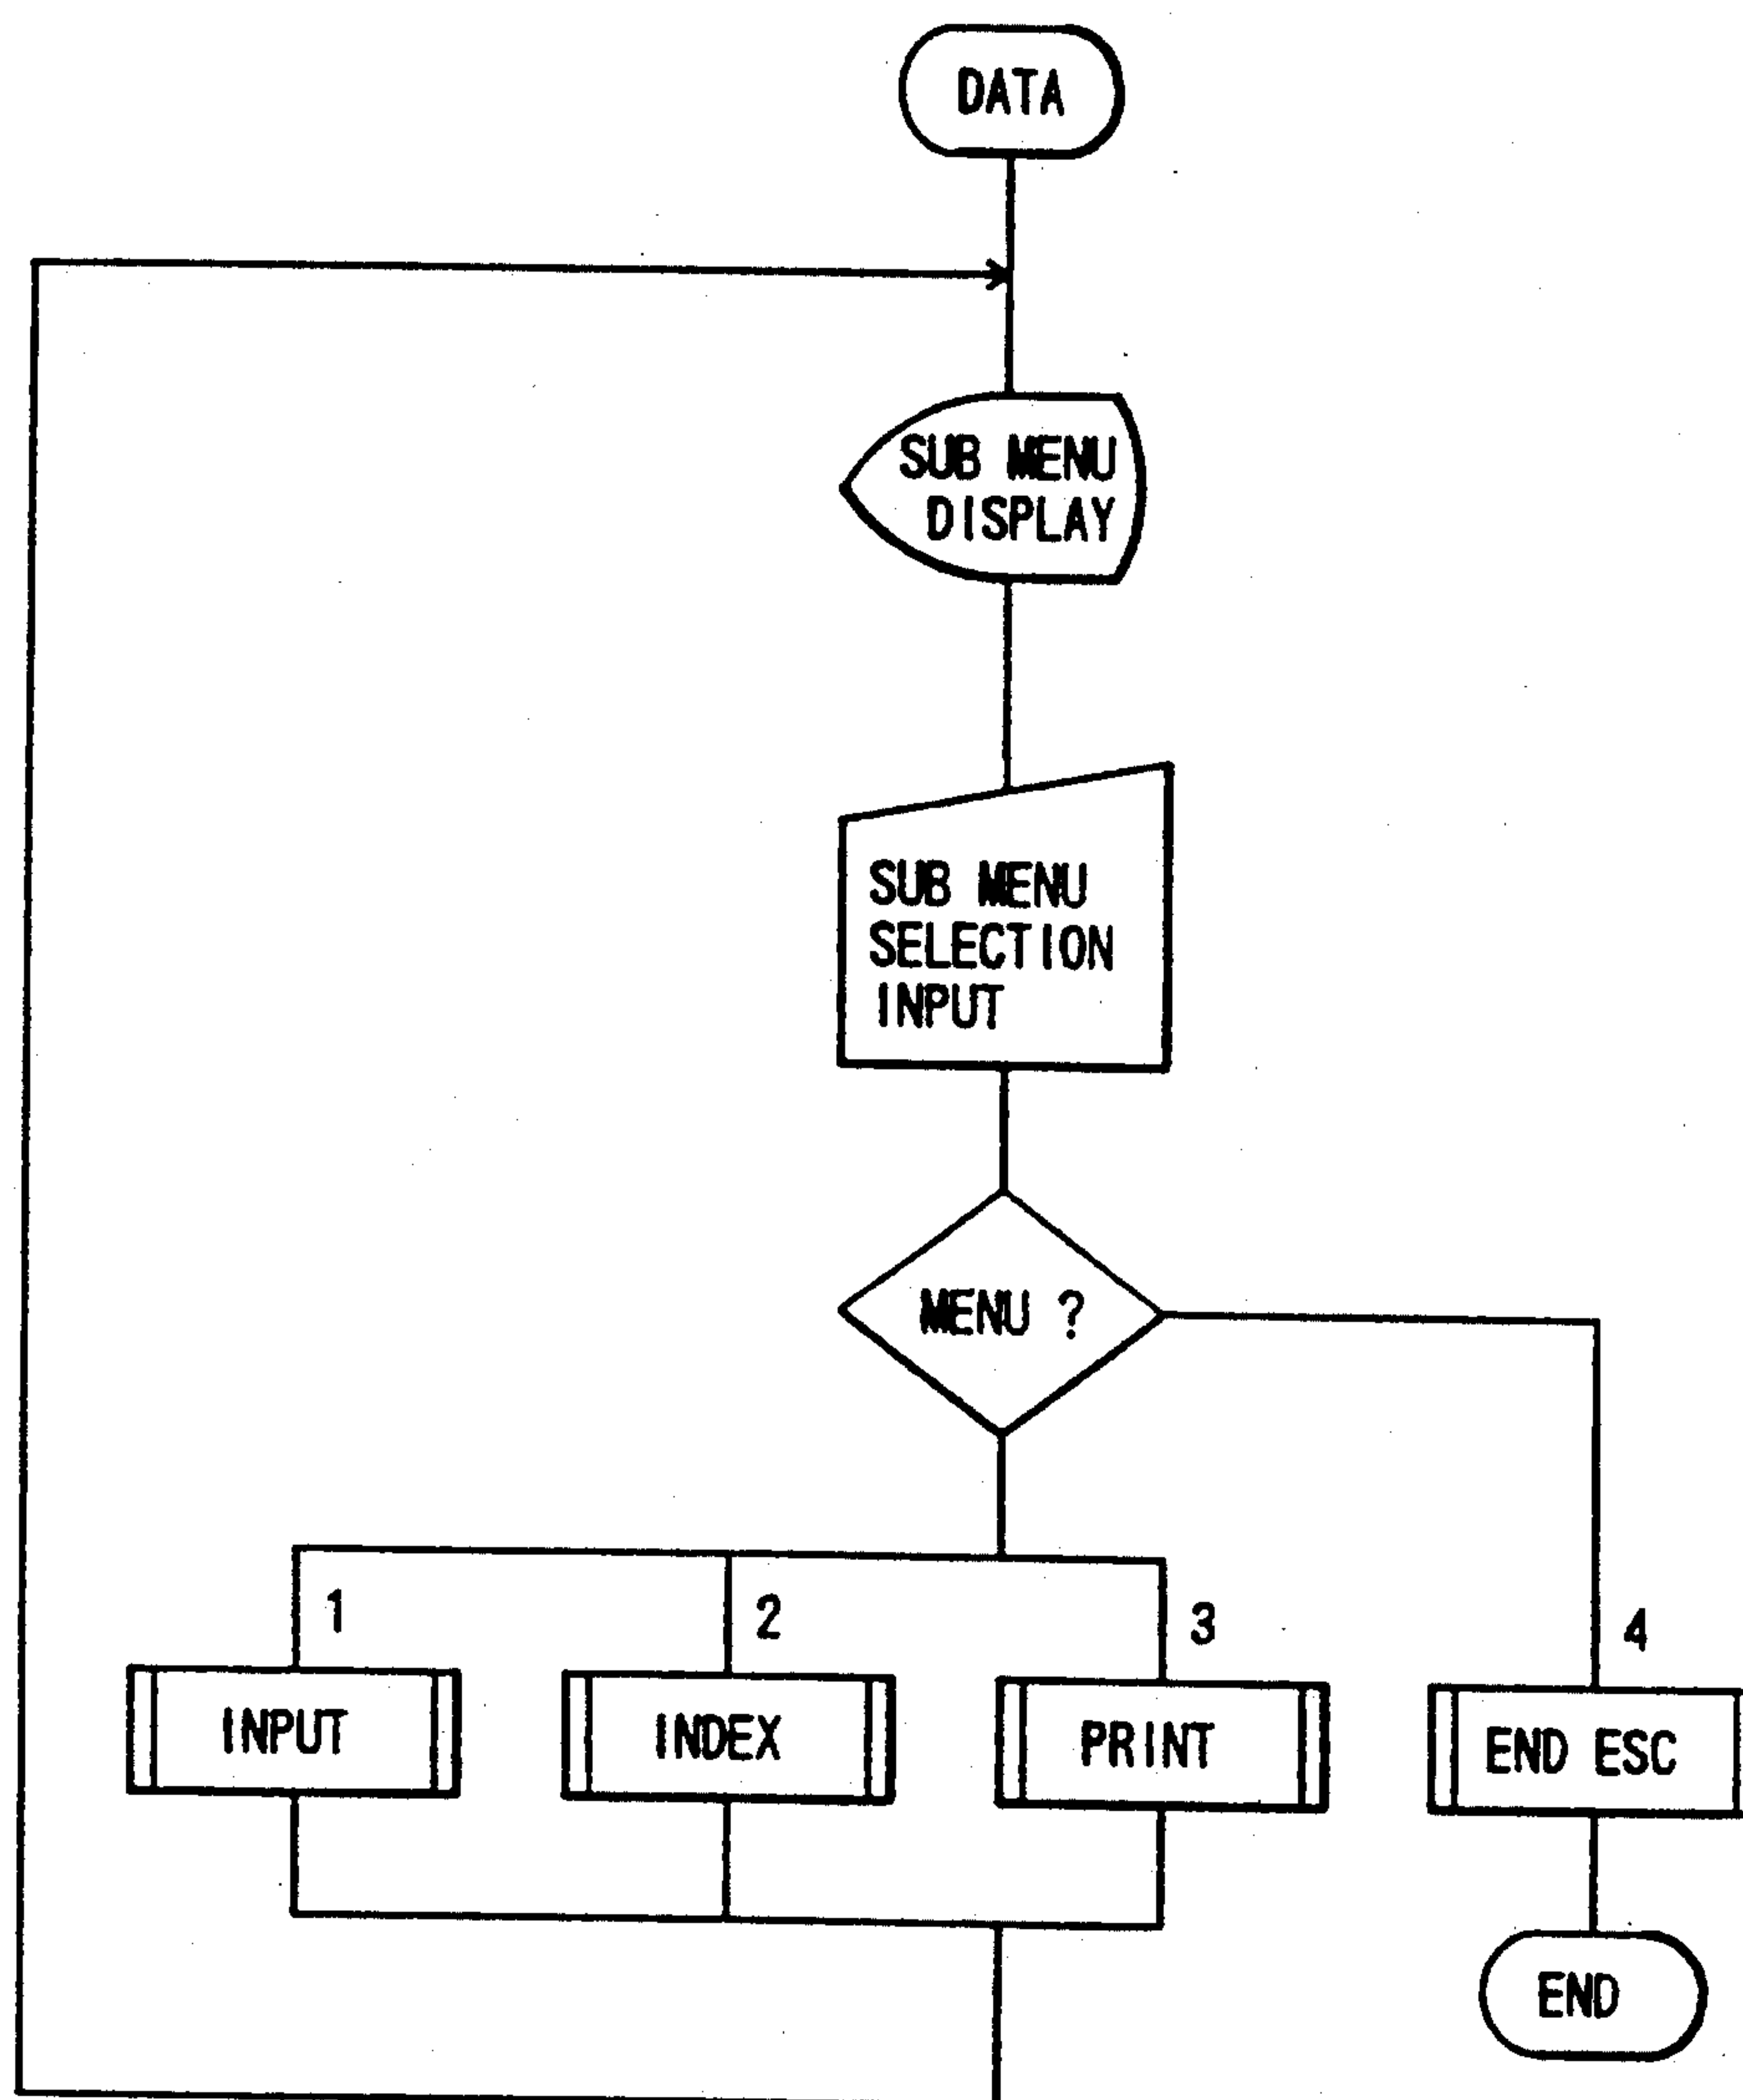 DATA
SUB MENU
DISPLAY
SUB MENU
SELECTION
INPUT
MENU ?
1
2
3
4
INPUT
INDEX
PRINT
END ESC
END